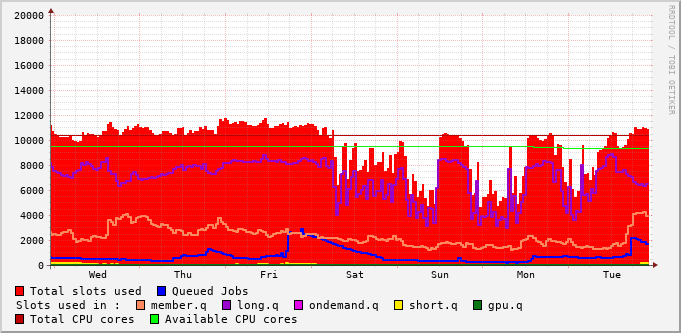 RRDTOOL / TOBI OETIKER
20000
18000
16000
14000
12000
10000
8000
6000
4000
2000
0
Wed Thu Fri Sat Sun Mon Tue
Total slots used Queued Jobs
Slots used in : member.q long.q ondemand.q short.q gpu.q
Total CPU cores Available CPU cores